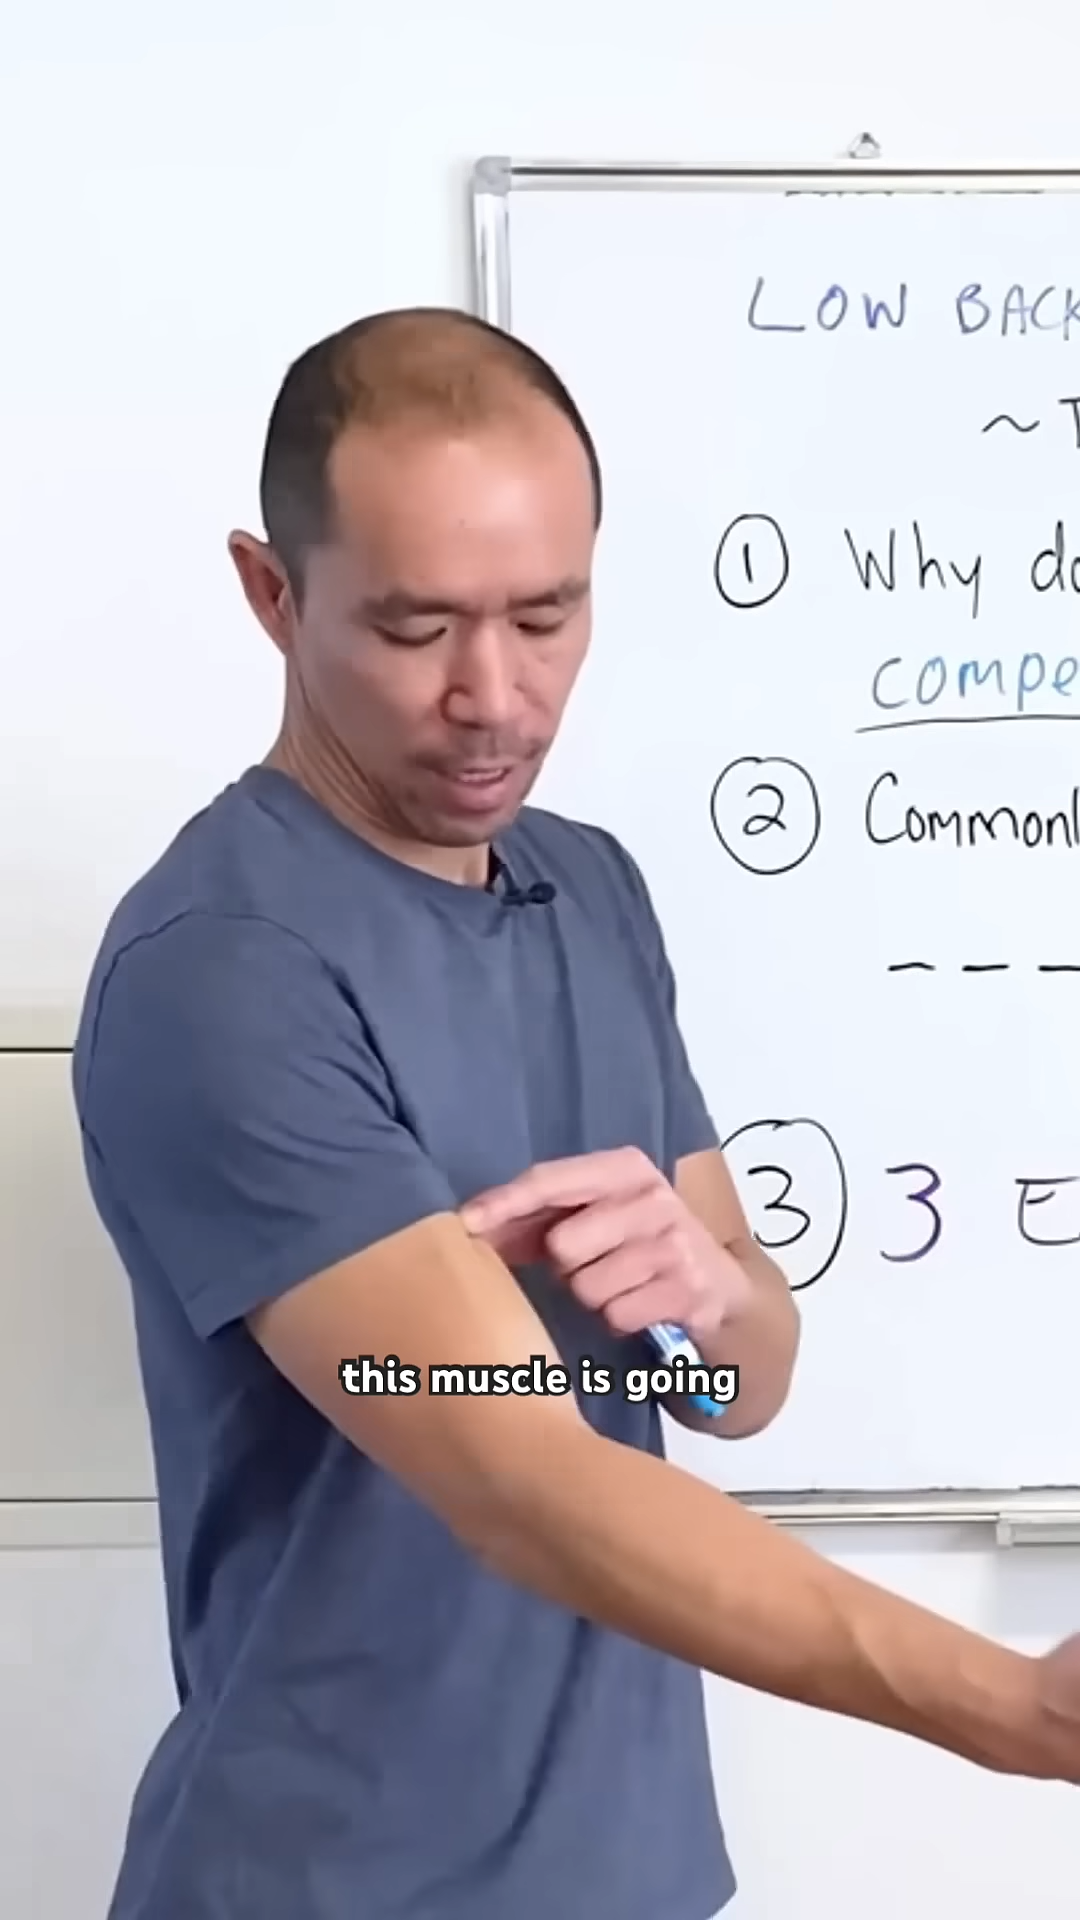 LOW BACK
~ T
① Why do
compe
② Commonl
- - -
③ 3 E
this muscle is going